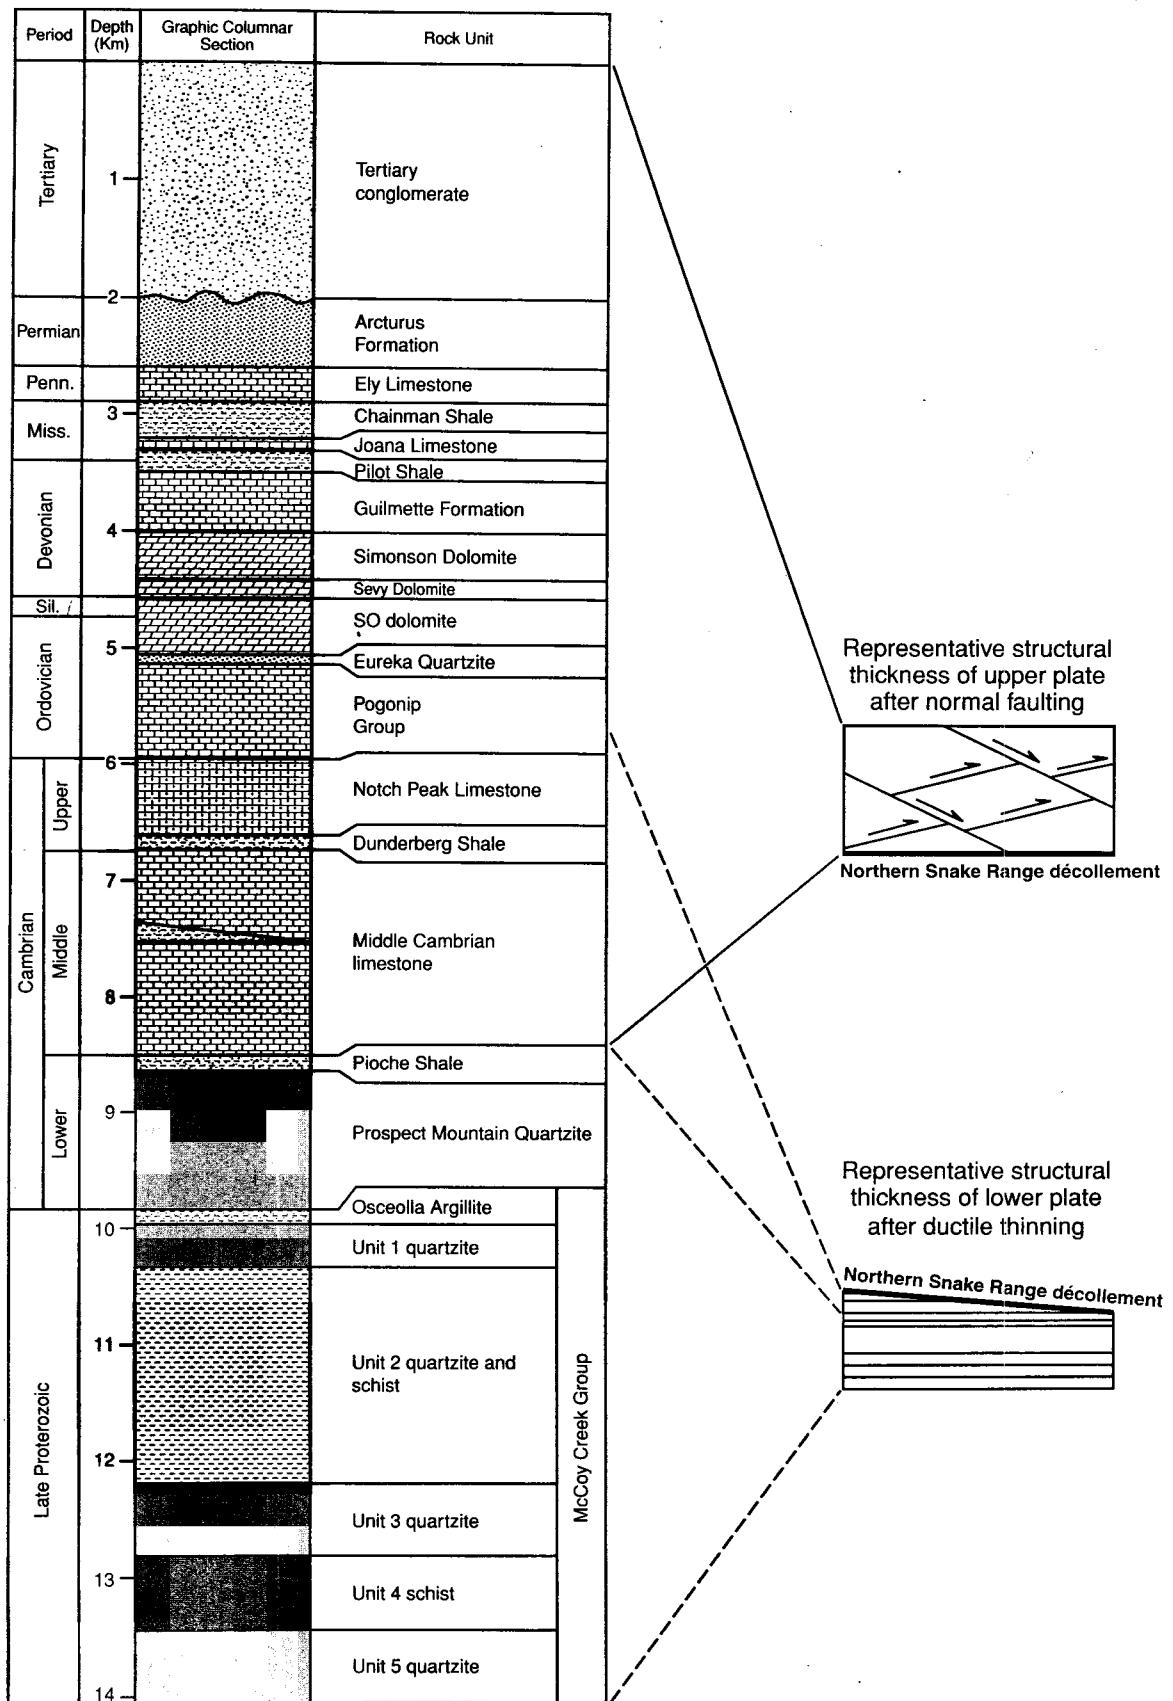 Period
Depth
(Km)
Graphic Columnar
Section
Rock Unit
Tertiary
1
Tertiary
conglomerate
2
Permian
Arcturus
Formation
Penn.
Ely Limestone
3
Miss.
Chainman Shale
Joana Limestone
Devonian
Pilot Shale
Guilmette Formation
4
Simonson Dolomite
Sevy Dolomite
Sil.
SO dolomite
Ordovician
5
Eureka Quartzite
Pogonip
Group
6
Cambrian
Upper
Notch Peak Limestone
Dunderberg Shale
7
Middle
Middle Cambrian
limestone
8
Lower
Pioche Shale
9
Prospect Mountain Quartzite
Late Proterozoic
Osceolla Argillite
10
Unit 1 quartzite
11
Unit 2 quartzite and
schist
12
McCoy Creek Group
Unit 3 quartzite
13
Unit 4 schist
Unit 5 quartzite
14
Representative structural
thickness of upper plate
after normal faulting
Northern Snake Range décollement
Representative structural
thickness of lower plate
after ductile thinning
Northern Snake Range décollement